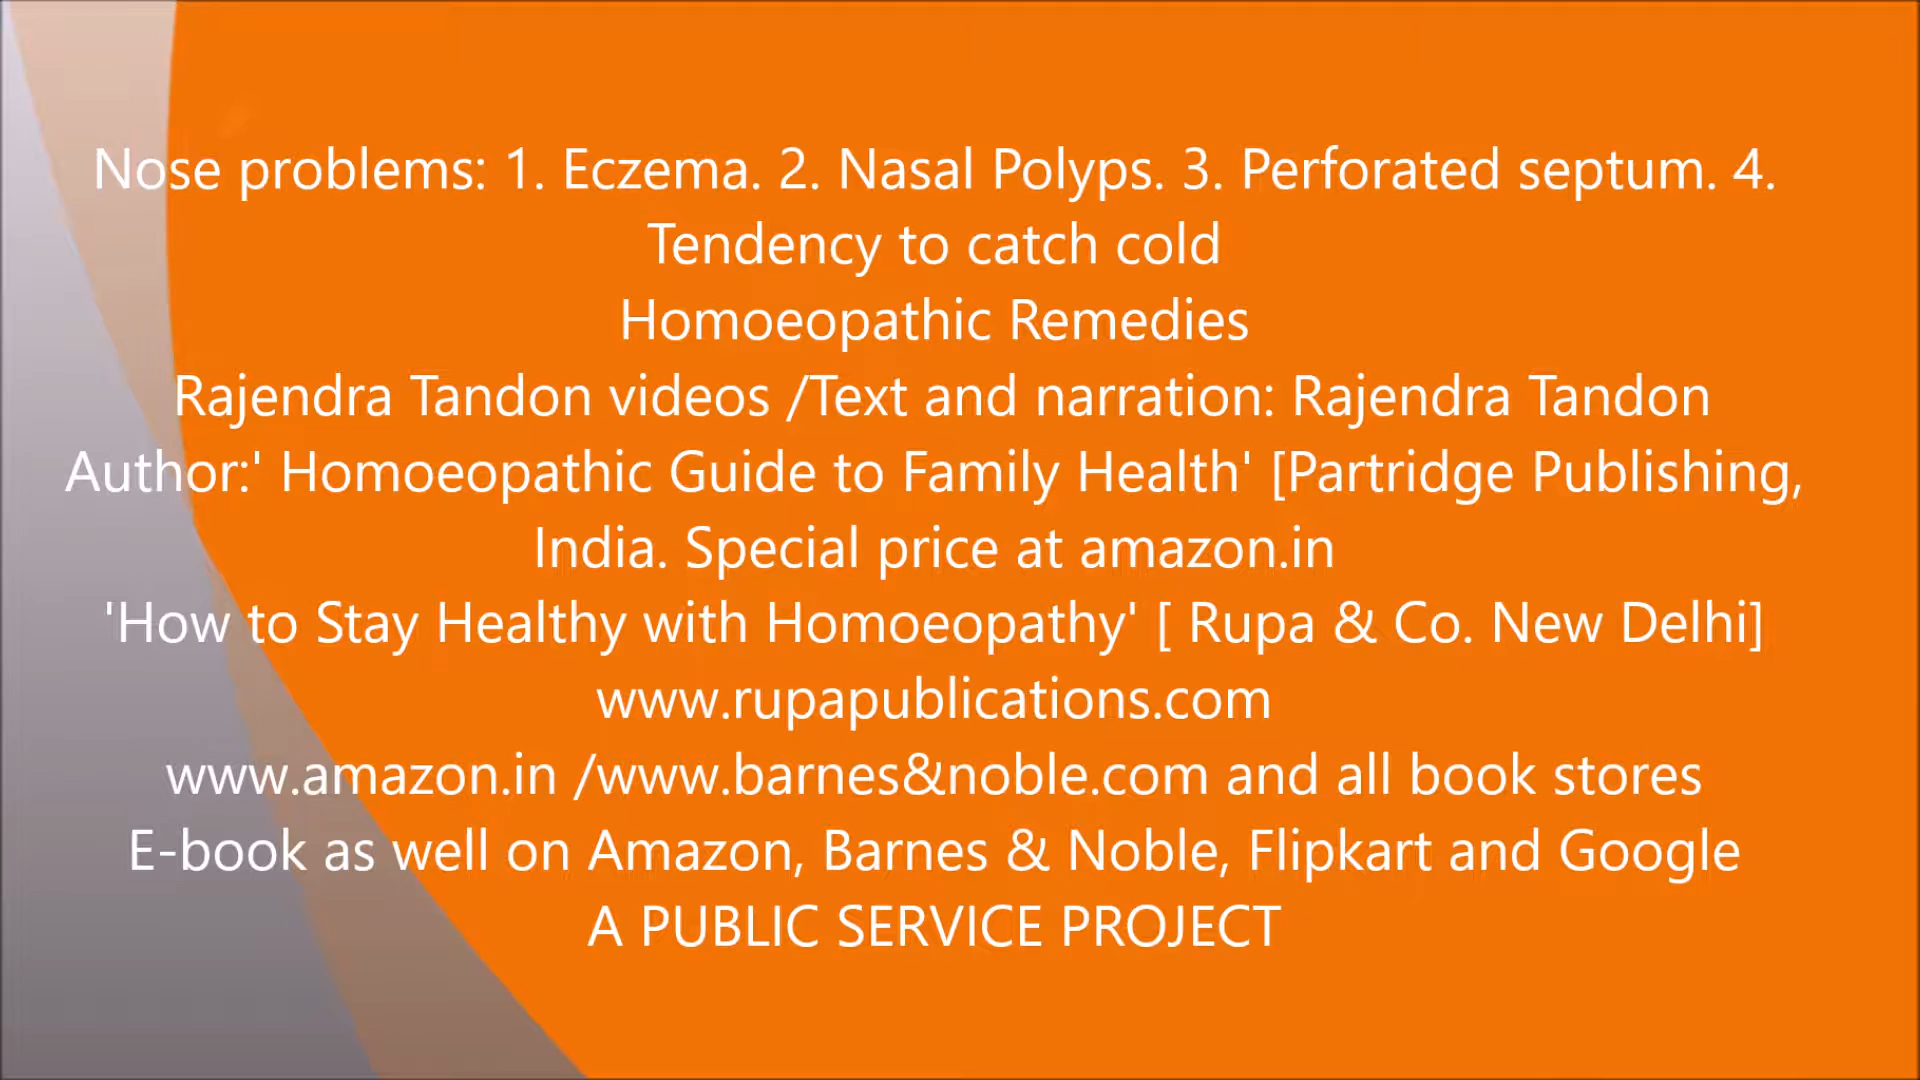 Nose problems: 1. Eczema. 2. Nasal Polyps. 3. Perforated septum. 4.
Tendency to catch cold
Homoeopathic Remedies
Rajendra Tandon videos /Text and narration: Rajendra Tandon
Author:' Homoeopathic Guide to Family Health' [Partridge Publishing,
India. Special price at amazon.in
'How to Stay Healthy with Homoeopathy' [ Rupa & Co. New Delhi]
www.rupapublications.com
www.amazon.in /www.barnes&noble.com and all book stores
E-book as well on Amazon, Barnes & Noble, Flipkart and Google
A PUBLIC SERVICE PROJECT